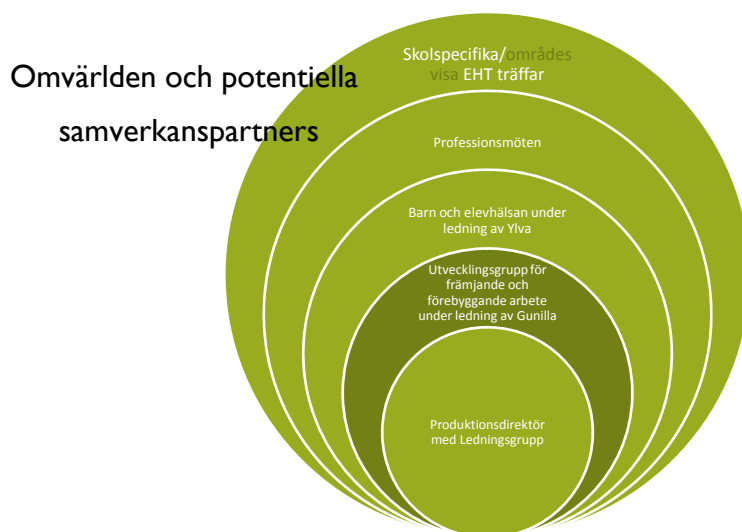 Omvärlden och potentiella
samverkanspartners
Skolspecifika/områdes
visa EHT träffar
Professionsmöten
Barn och elevhälsan under
ledning av Ylva
Utvecklingsgrupp för
främjande och
förebyggande arbete
under ledning av Gunilla
Produktionsdirektör
med Ledningsgrupp